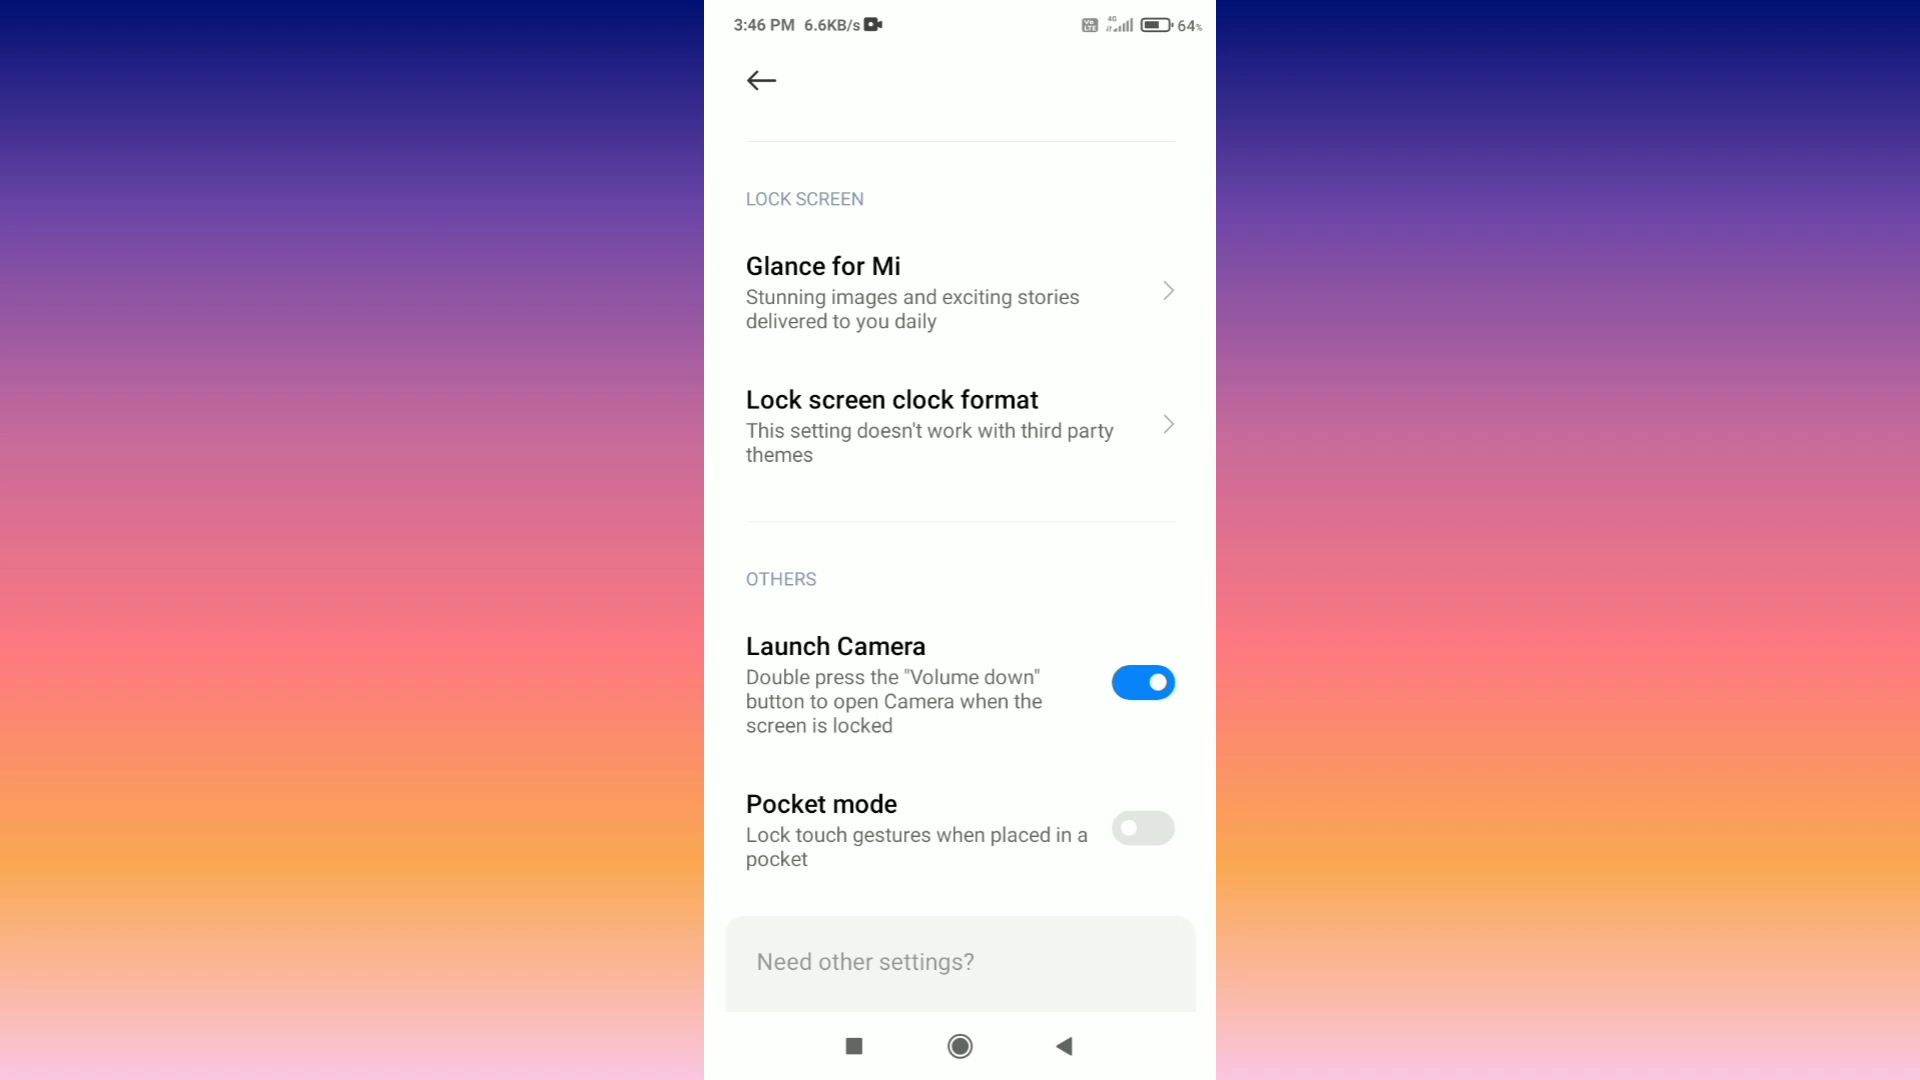 3:46 PM 6.6KB/s
Vo LTE 4G 64%
LOCK SCREEN
Glance for Mi
Stunning images and exciting stories
delivered to you daily
Lock screen clock format
This setting doesn't work with third party
themes
OTHERS
Launch Camera
Double press the "Volume down"
button to open Camera when the
screen is locked
Pocket mode
Lock touch gestures when placed in a
pocket
Need other settings?